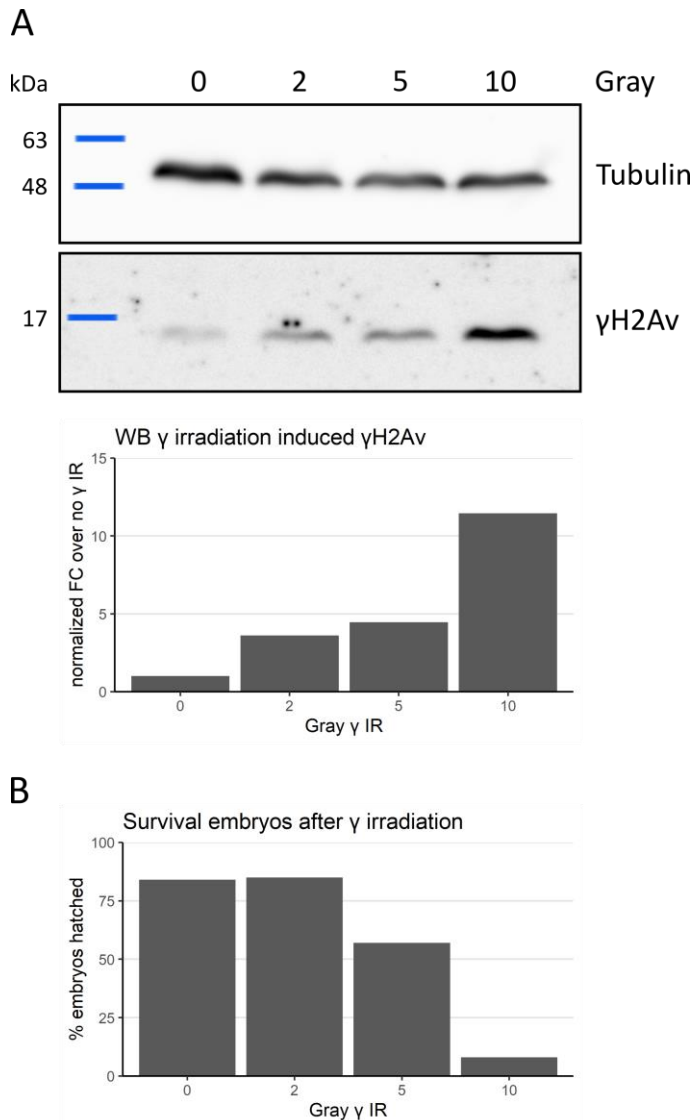 A
kDa 0 2 5 10 Gray
63
48
Tubulin
17
γH2Av
WB γ irradiation induced γH2Av
normalized FC over no γ IR
15
10
5
0
0 2 5 10
Gray γ IR
B
Survival embryos after γ irradiation
% embryos hatched
100
75
50
25
0
0 2 5 10
Gray γ IR